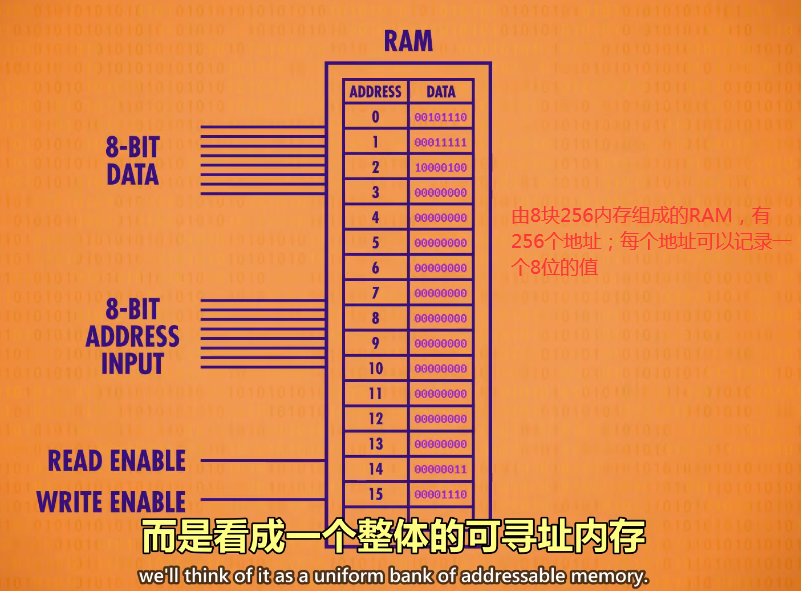 RAM
ADDRESS DATA
0 00101110
1 00011111
2 10000100
3 00000000
4 00000000
5 00000000
6 00000000
7 00000000
8 00000000
9 00000000
10 00000000
11 00000000
12 00000000
13 00000000
14 00000011
15 00001110
8-BIT
DATA
8-BIT
ADDRESS
INPUT
READ ENABLE
WRITE ENABLE
由8块256内存组成的RAM，有
256个地址；每个地址可以记录一
个8位的值
而是看成一个整体的可寻址内存
we'll think of it as a uniform bank of addressable memory.